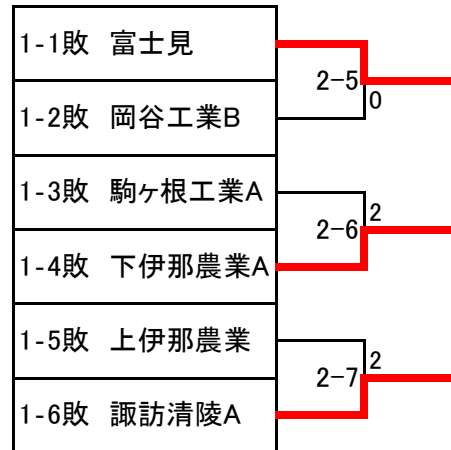 1-1敗 富士見
2-5
0
1-2敗 岡谷工業B
1-3敗 駒ヶ根工業A
2
2-6
1-4敗 下伊那農業A
1-5敗 上伊那農業
2
2-7
1-6敗 諏訪清陵A